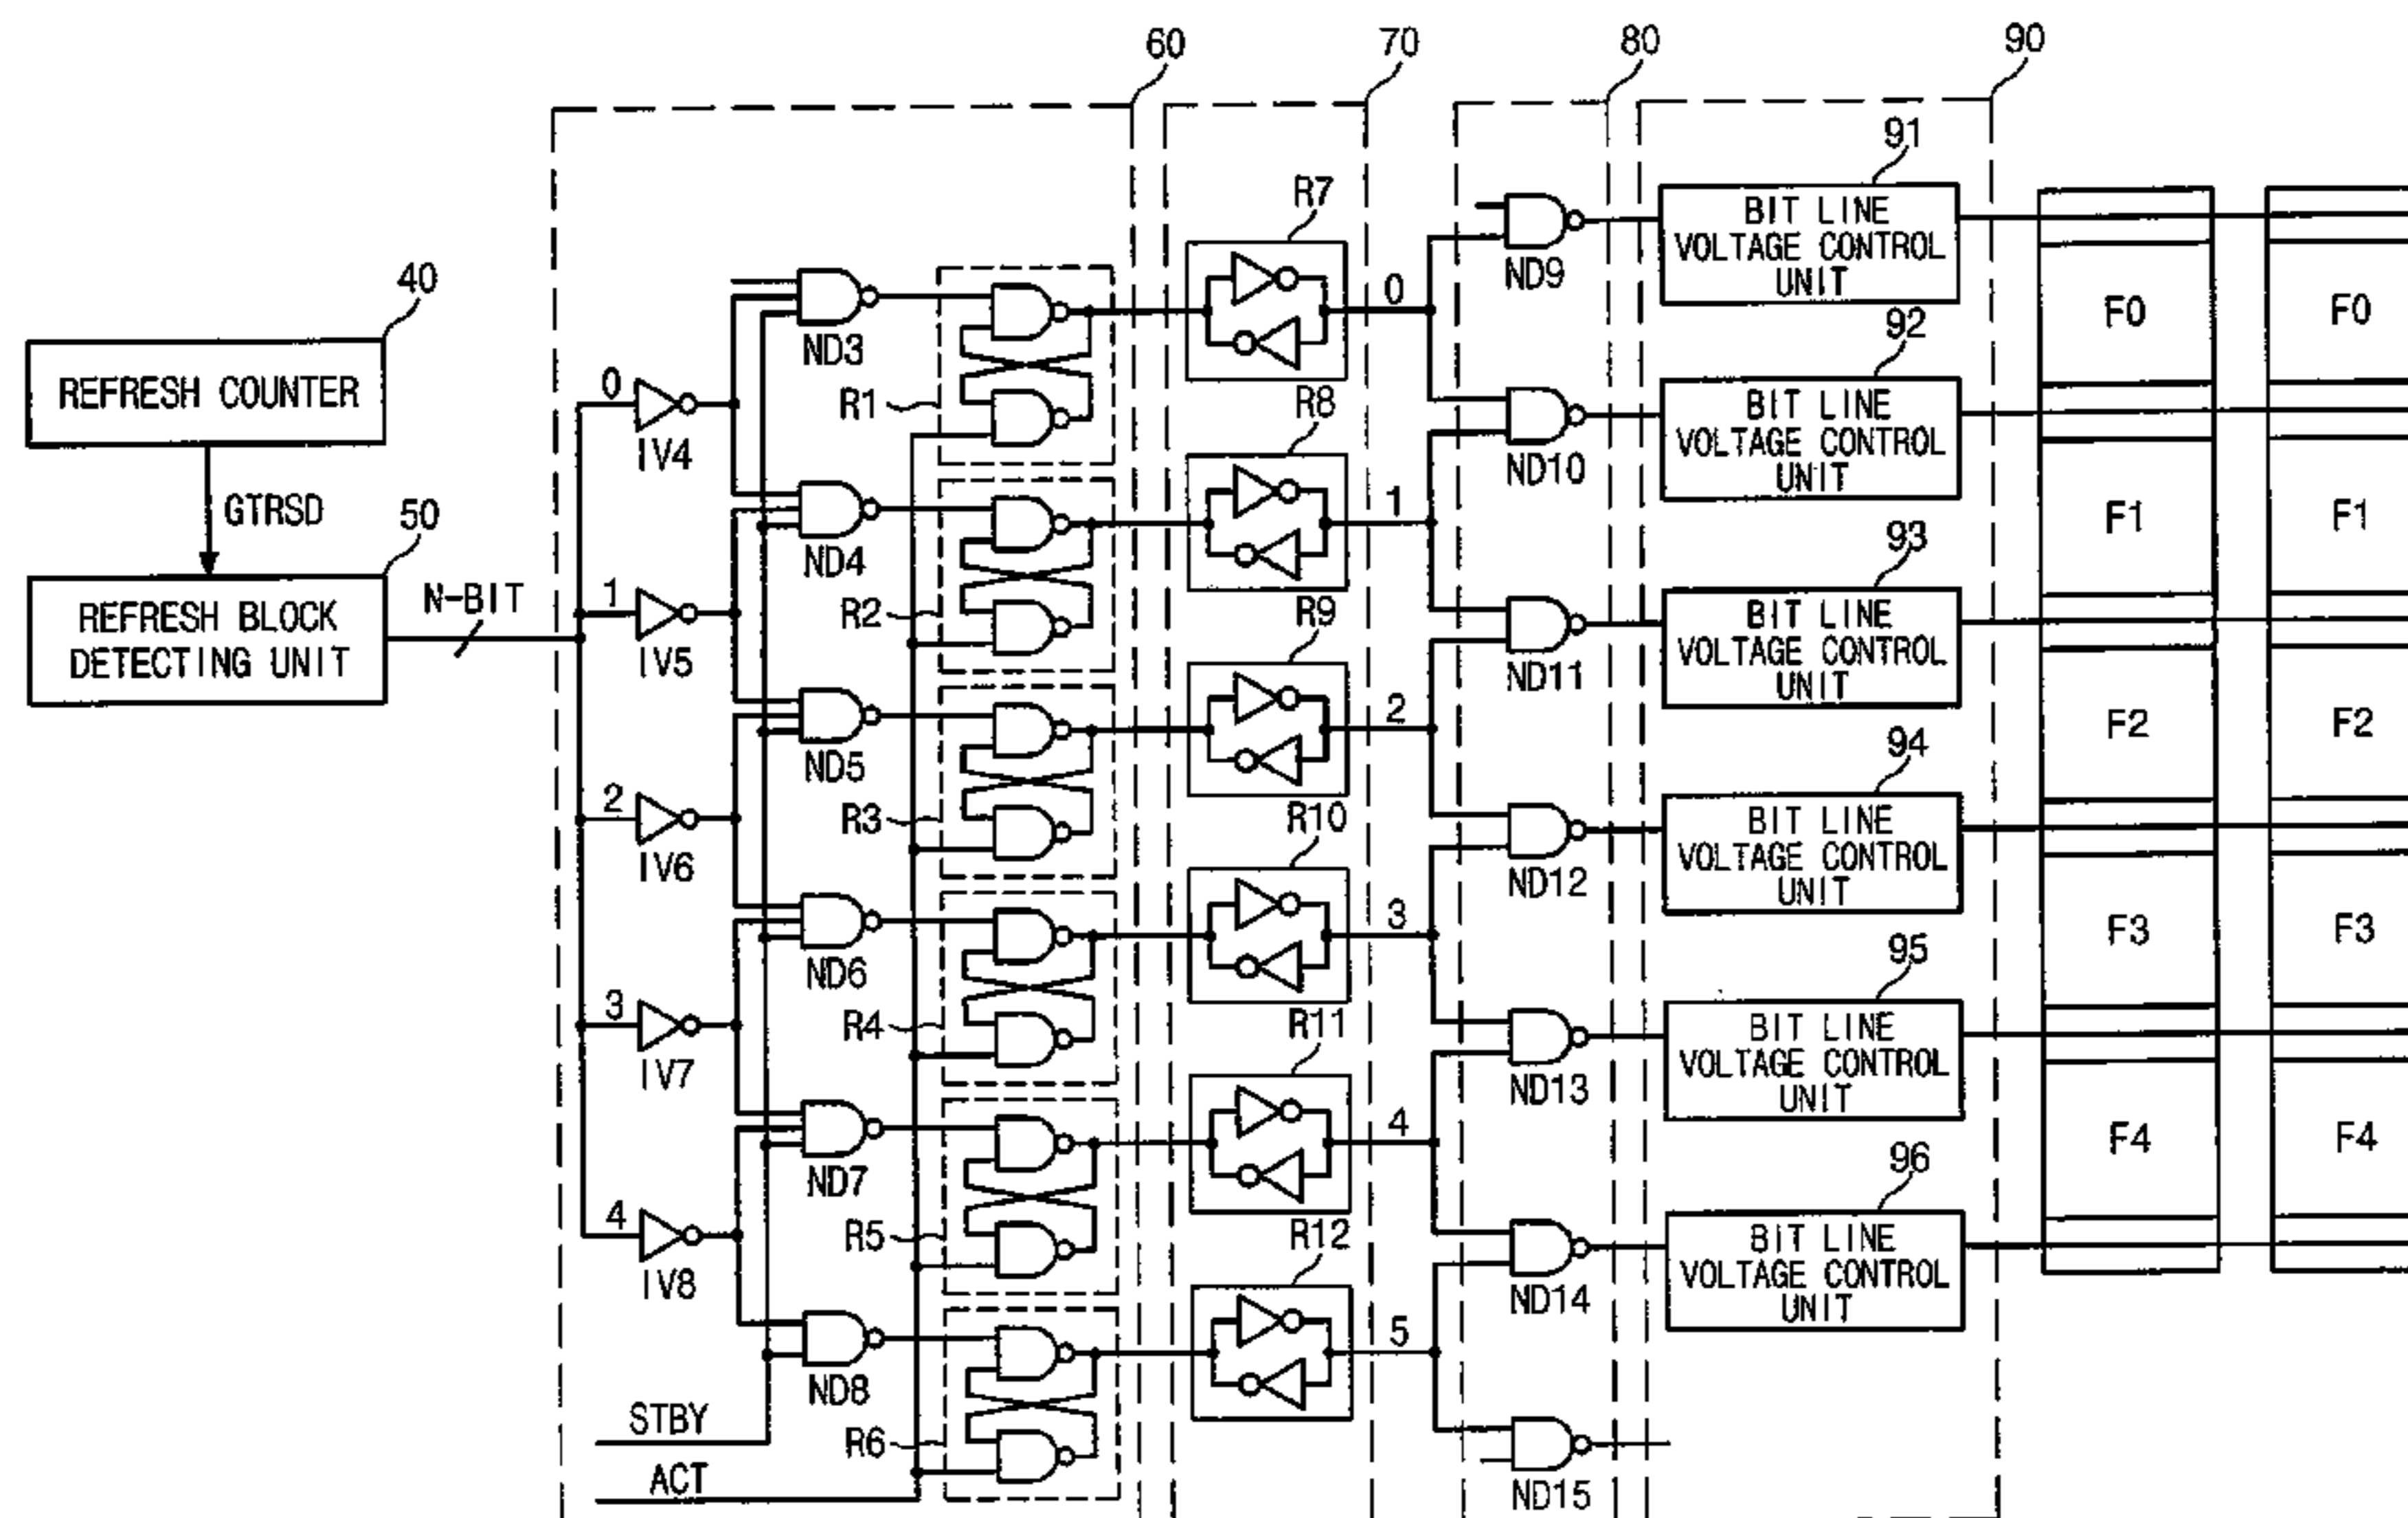 60
70
80
90
40
REFRESH COUNTER
GTRSD
50
REFRESH BLOCK
DETECTING UNIT
N-BIT
0
IV4
1
IV5
2
IV6
3
IV7
4
IV8
STBY
ACT
ND3
ND4
ND5
ND6
ND7
ND8
R1
R2
R3
R4
R5
R6
R7
R8
R9
R10
R11
R12
0
1
2
3
4
5
ND9
ND10
ND11
ND12
ND13
ND14
ND15
91
BIT LINE
VOLTAGE CONTROL
UNIT
92
BIT LINE
VOLTAGE CONTROL
UNIT
93
BIT LINE
VOLTAGE CONTROL
UNIT
94
BIT LINE
VOLTAGE CONTROL
UNIT
95
BIT LINE
VOLTAGE CONTROL
UNIT
96
BIT LINE
VOLTAGE CONTROL
UNIT
F0
F1
F2
F3
F4
F0
F1
F2
F3
F4